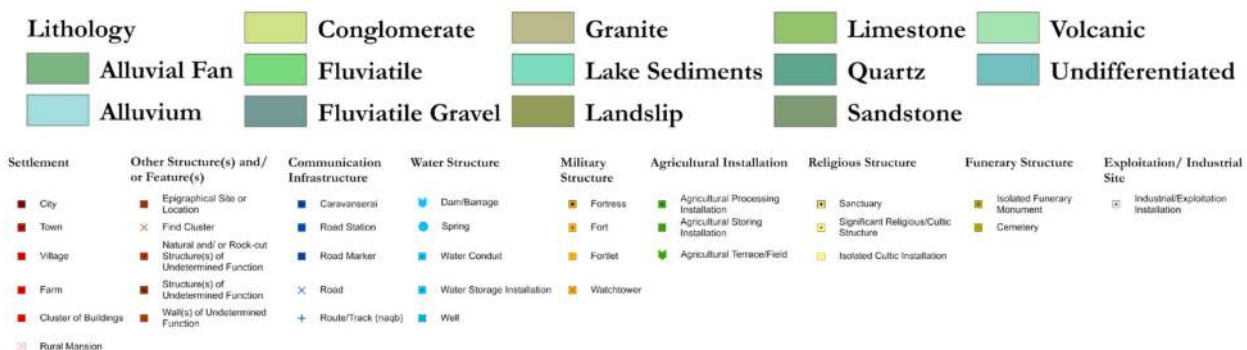 Lithology
Conglomerate
Granite
Limestone
Volcanic
Alluvial Fan
Fluviatile
Lake Sediments
Quartz
Undifferentiated
Alluvium
Fluviatile Gravel
Landslip
Sandstone
Settlement
City
Town
Village
Farm
Cluster of Buildings
Rural Mansion
Other Structure(s) and/
or Feature(s)
Epigraphical Site or
Location
Find Cluster
Natural and/ or Rock-cut
Structure(s) of
Undetermined Function
Structure(s) of
Undetermined Function
Wall(s) of Undetermined
Function
Communication
Infrastructure
Caravanserai
Road Station
Road Marker
Road
Route/Track (naqb)
Water Structure
Dam/Barrage
Spring
Water Conduit
Water Storage Installation
Well
Military
Structure
Fortress
Fort
Fortlet
Watchtower
Agricultural Installation
Agricultural Processing
Installation
Agricultural Storing
Installation
Agricultural Terrace/Field
Religious Structure
Sanctuary
Significant Religious/Cultic
Structure
Isolated Cultic Installation
Funerary Structure
Isolated Funerary
Monument
Cemetery
Exploitation/ Industrial
Site
Industrial/Exploitation
Installation